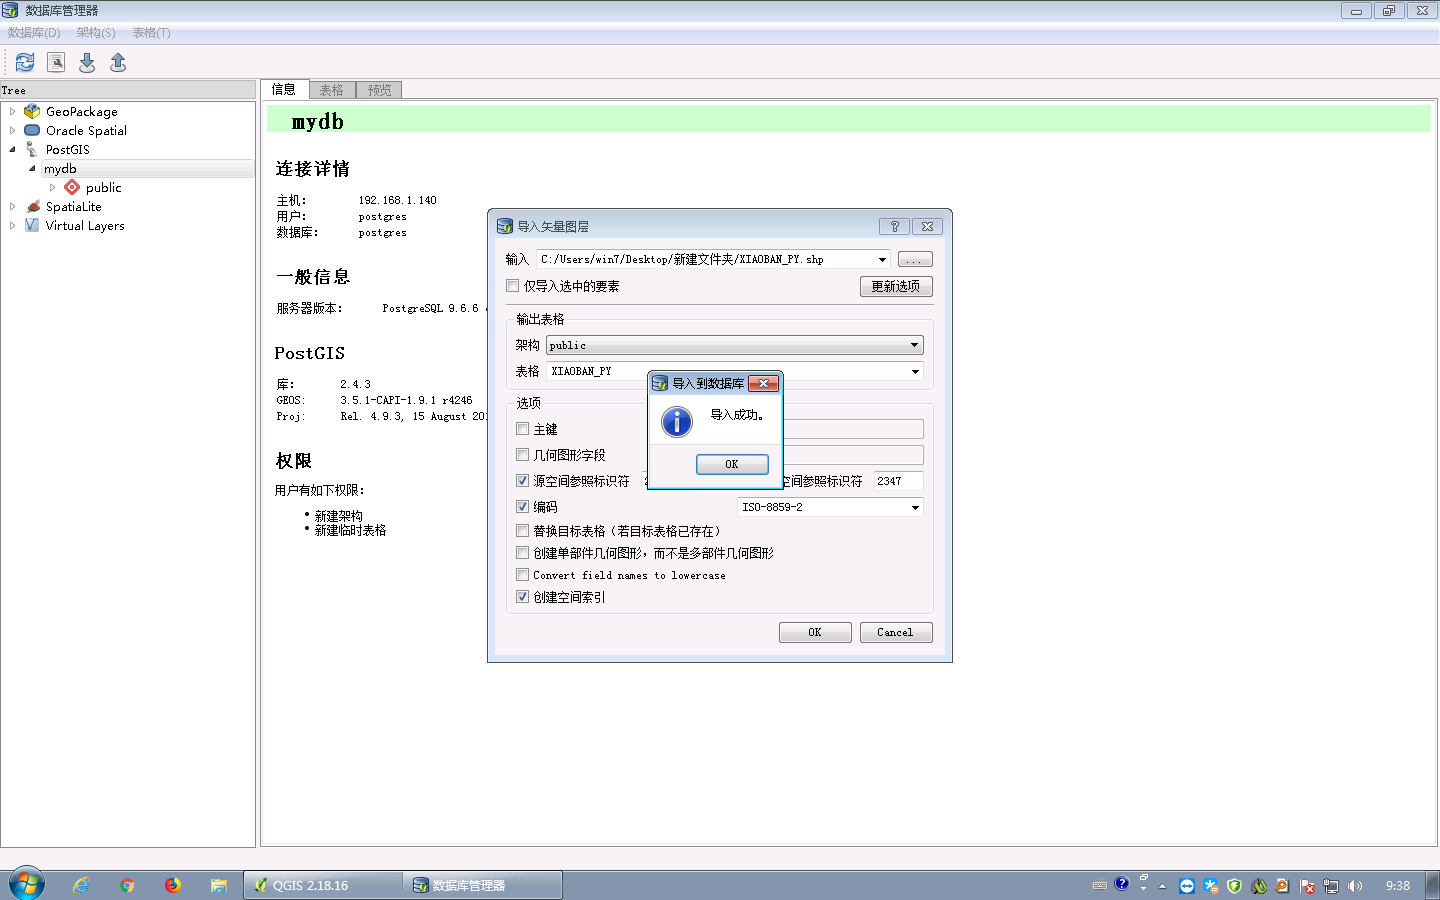 数据库管理器
数据库(D) 架构(S) 表格(T)
Tree
GeoPackage
Oracle Spatial
PostGIS
mydb
public
SpatiaLite
Virtual Layers
信息 表格 预览
mydb
连接详情
主机: 192.168.1.140
用户: postgres
数据库: postgres
一般信息
服务器版本: PostgreSQL 9.6.6
PostGIS
库: 2.4.3
GEOS: 3.5.1-CAPI-1.9.1 r4246
Proj: Rel. 4.9.3, 15 August
权限
用户有如下权限:
• 新建架构
• 新建临时表格
导入矢量图层
输入 C:/Users/win7/Desktop/新建文件夹/XIAOBAN_PY.shp ...
仅导入选中的要素 更新选项
输出表格
架构 public
表格 XIAOBAN_PY
选项
主键
几何图形字段
源空间参照标识符 空间参照标识符 2347
编码 ISO-8859-2
替换目标表格（若目标表格已存在）
创建单部件几何图形，而不是多部件几何图形
Convert field names to lowercase
创建空间索引
OK Cancel
导入到数据库
导入成功。
OK
QGIS 2.18.16 数据库管理器 9:38